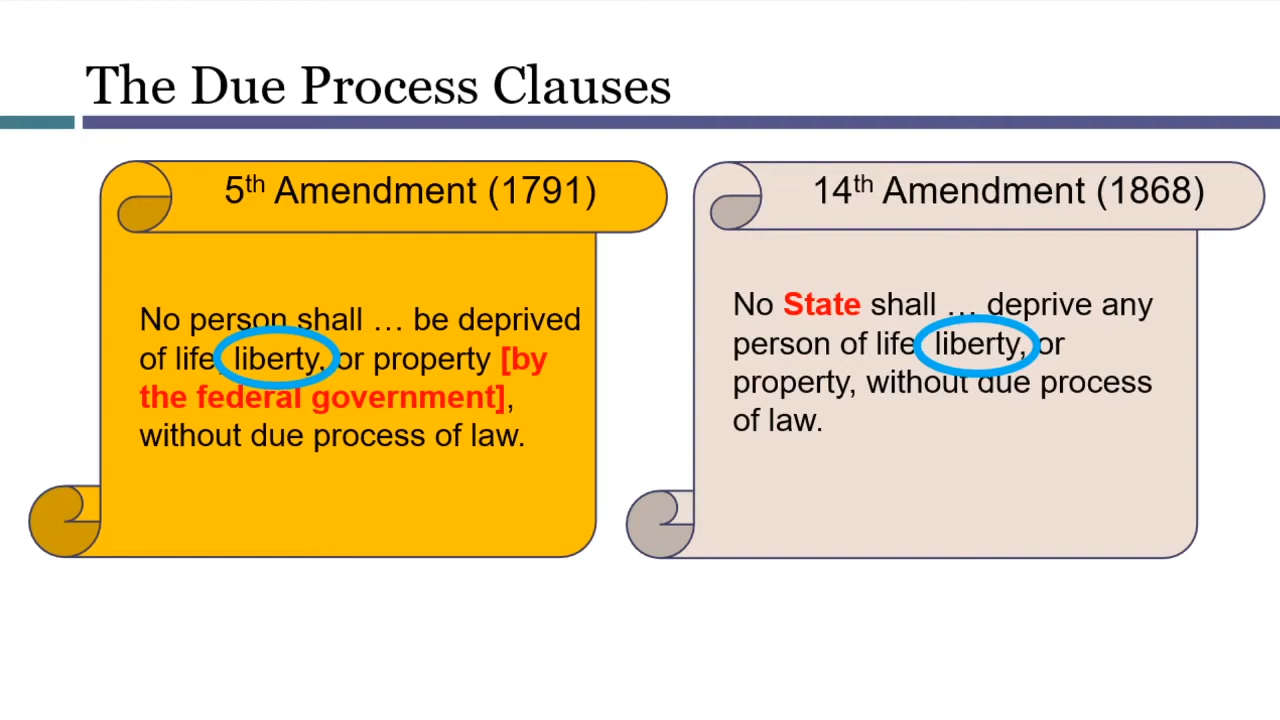 The Due Process Clauses
5th Amendment (1791)
No person shall … be deprived
of life, liberty, or property [by
the federal government],
without due process of law.
14th Amendment (1868)
No State shall … deprive any
person of life, liberty, or
property, without due process
of law.